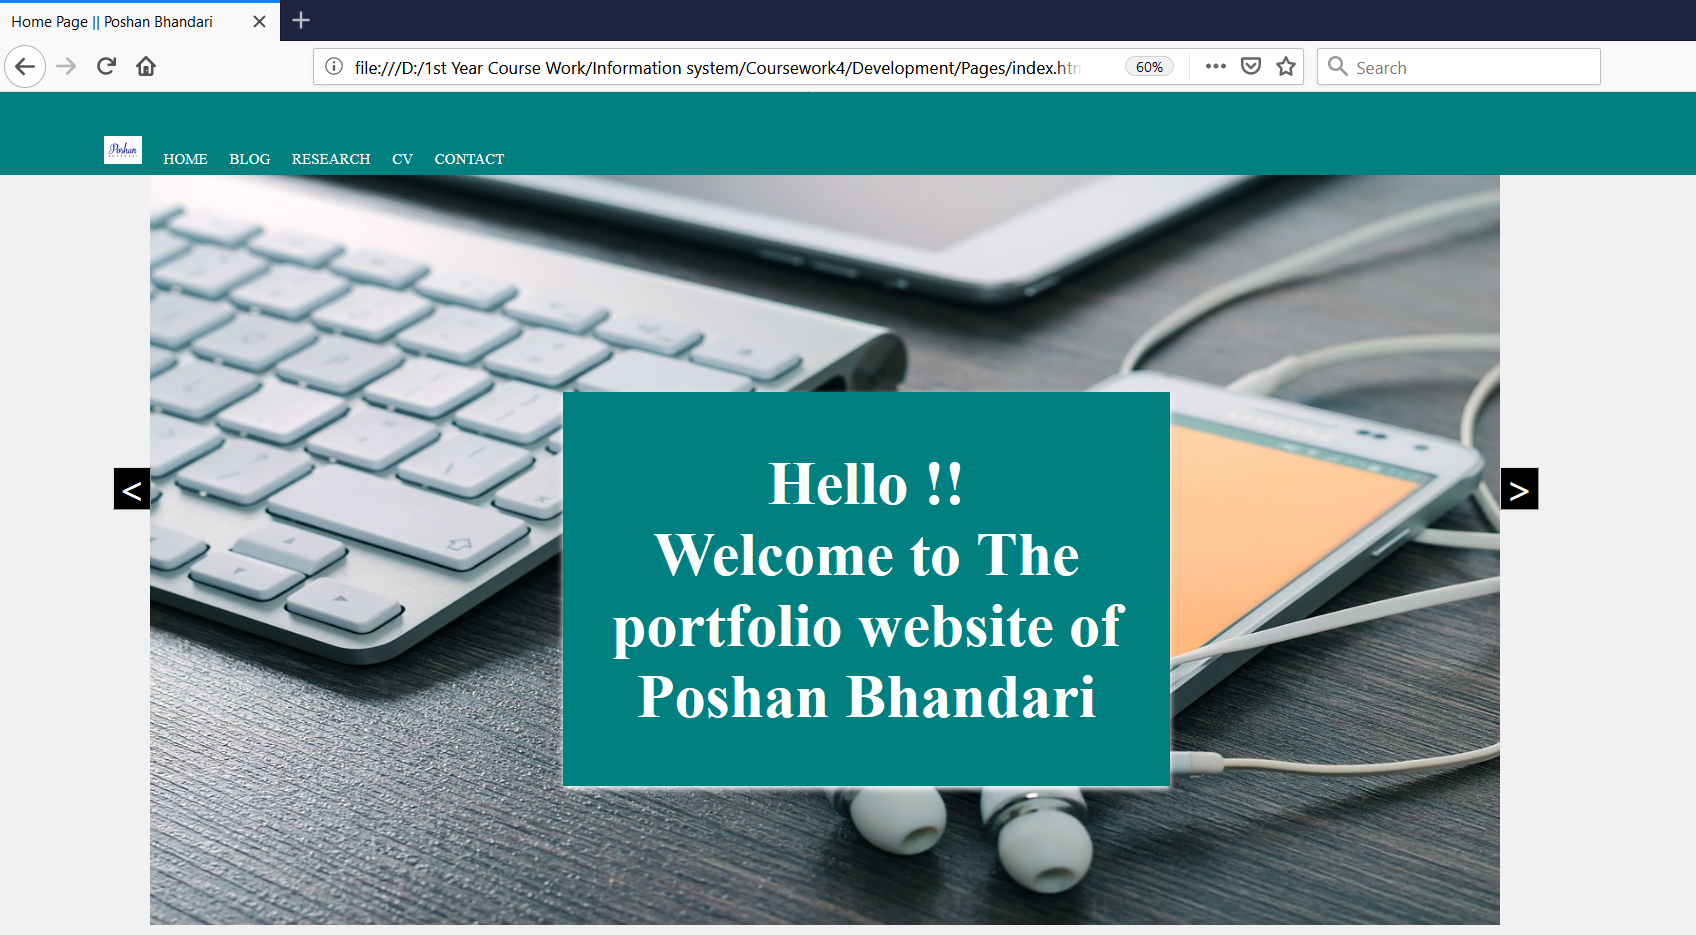 Home Page || Poshan Bhandari
file:///D:/1st Year Course Work/Information system/Coursework4/Development/Pages/index.htm
60%
Search
Poshan
HOME BLOG RESEARCH CV CONTACT
<
>
Hello !!
Welcome to The
portfolio website of
Poshan Bhandari